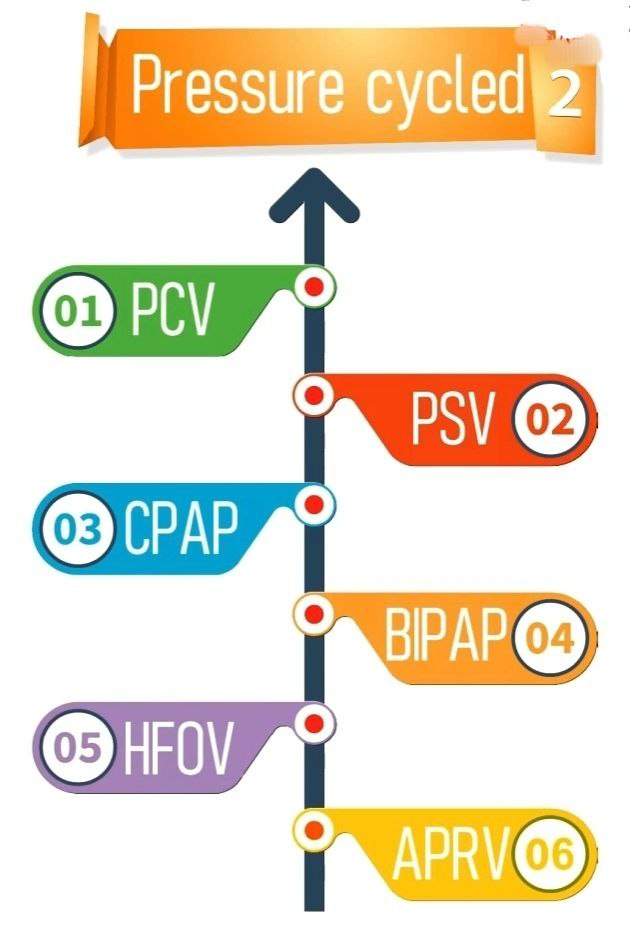 Pressure cycled 2
01 PCV
PSV 02
03 CPAP
BIPAP 04
05 HFOV
APRV 06